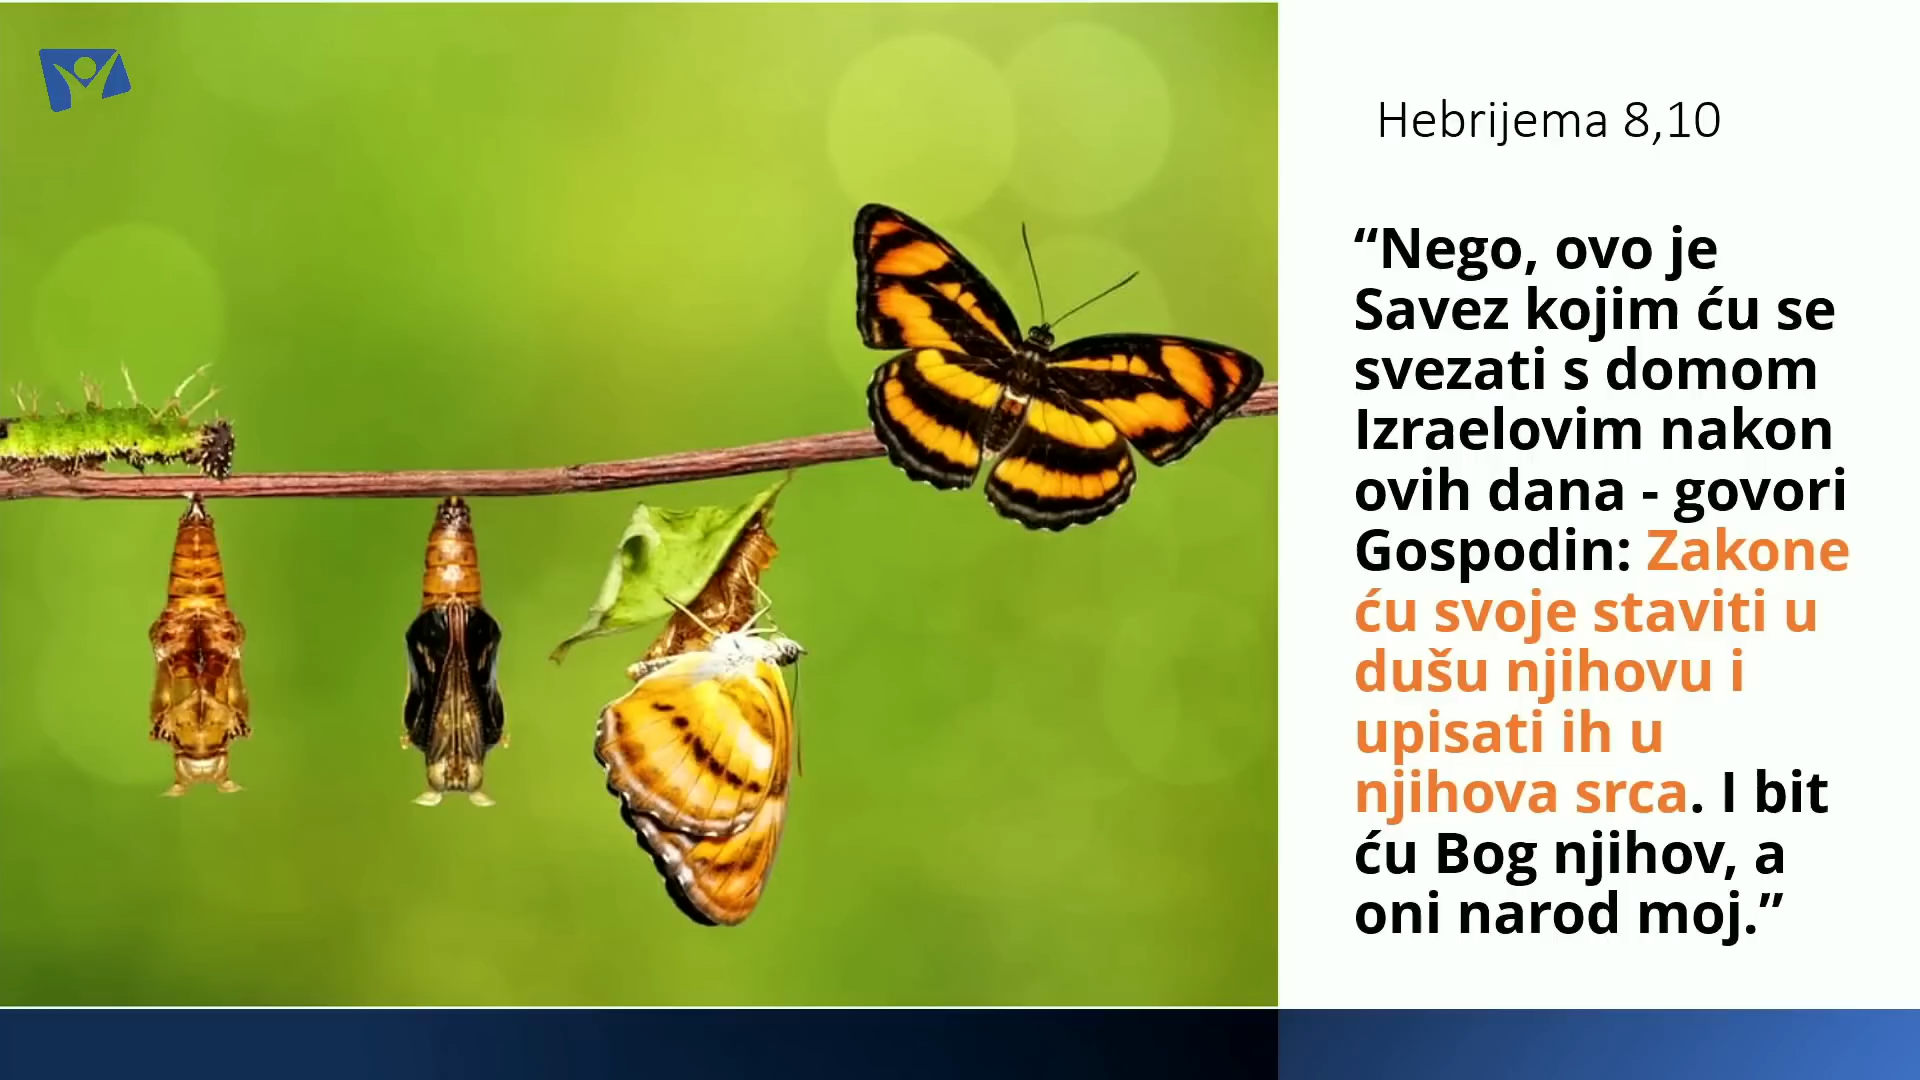 Hebrijema 8,10
“Nego, ovo je
Savez kojim ću se
svezati s domom
Izraelovim nakon
ovih dana - govori
Gospodin: Zakone
ću svoje staviti u
dušu njihovu i
upisati ih u
njihova srca. I bit
ću Bog njihov, a
oni narod moj.”